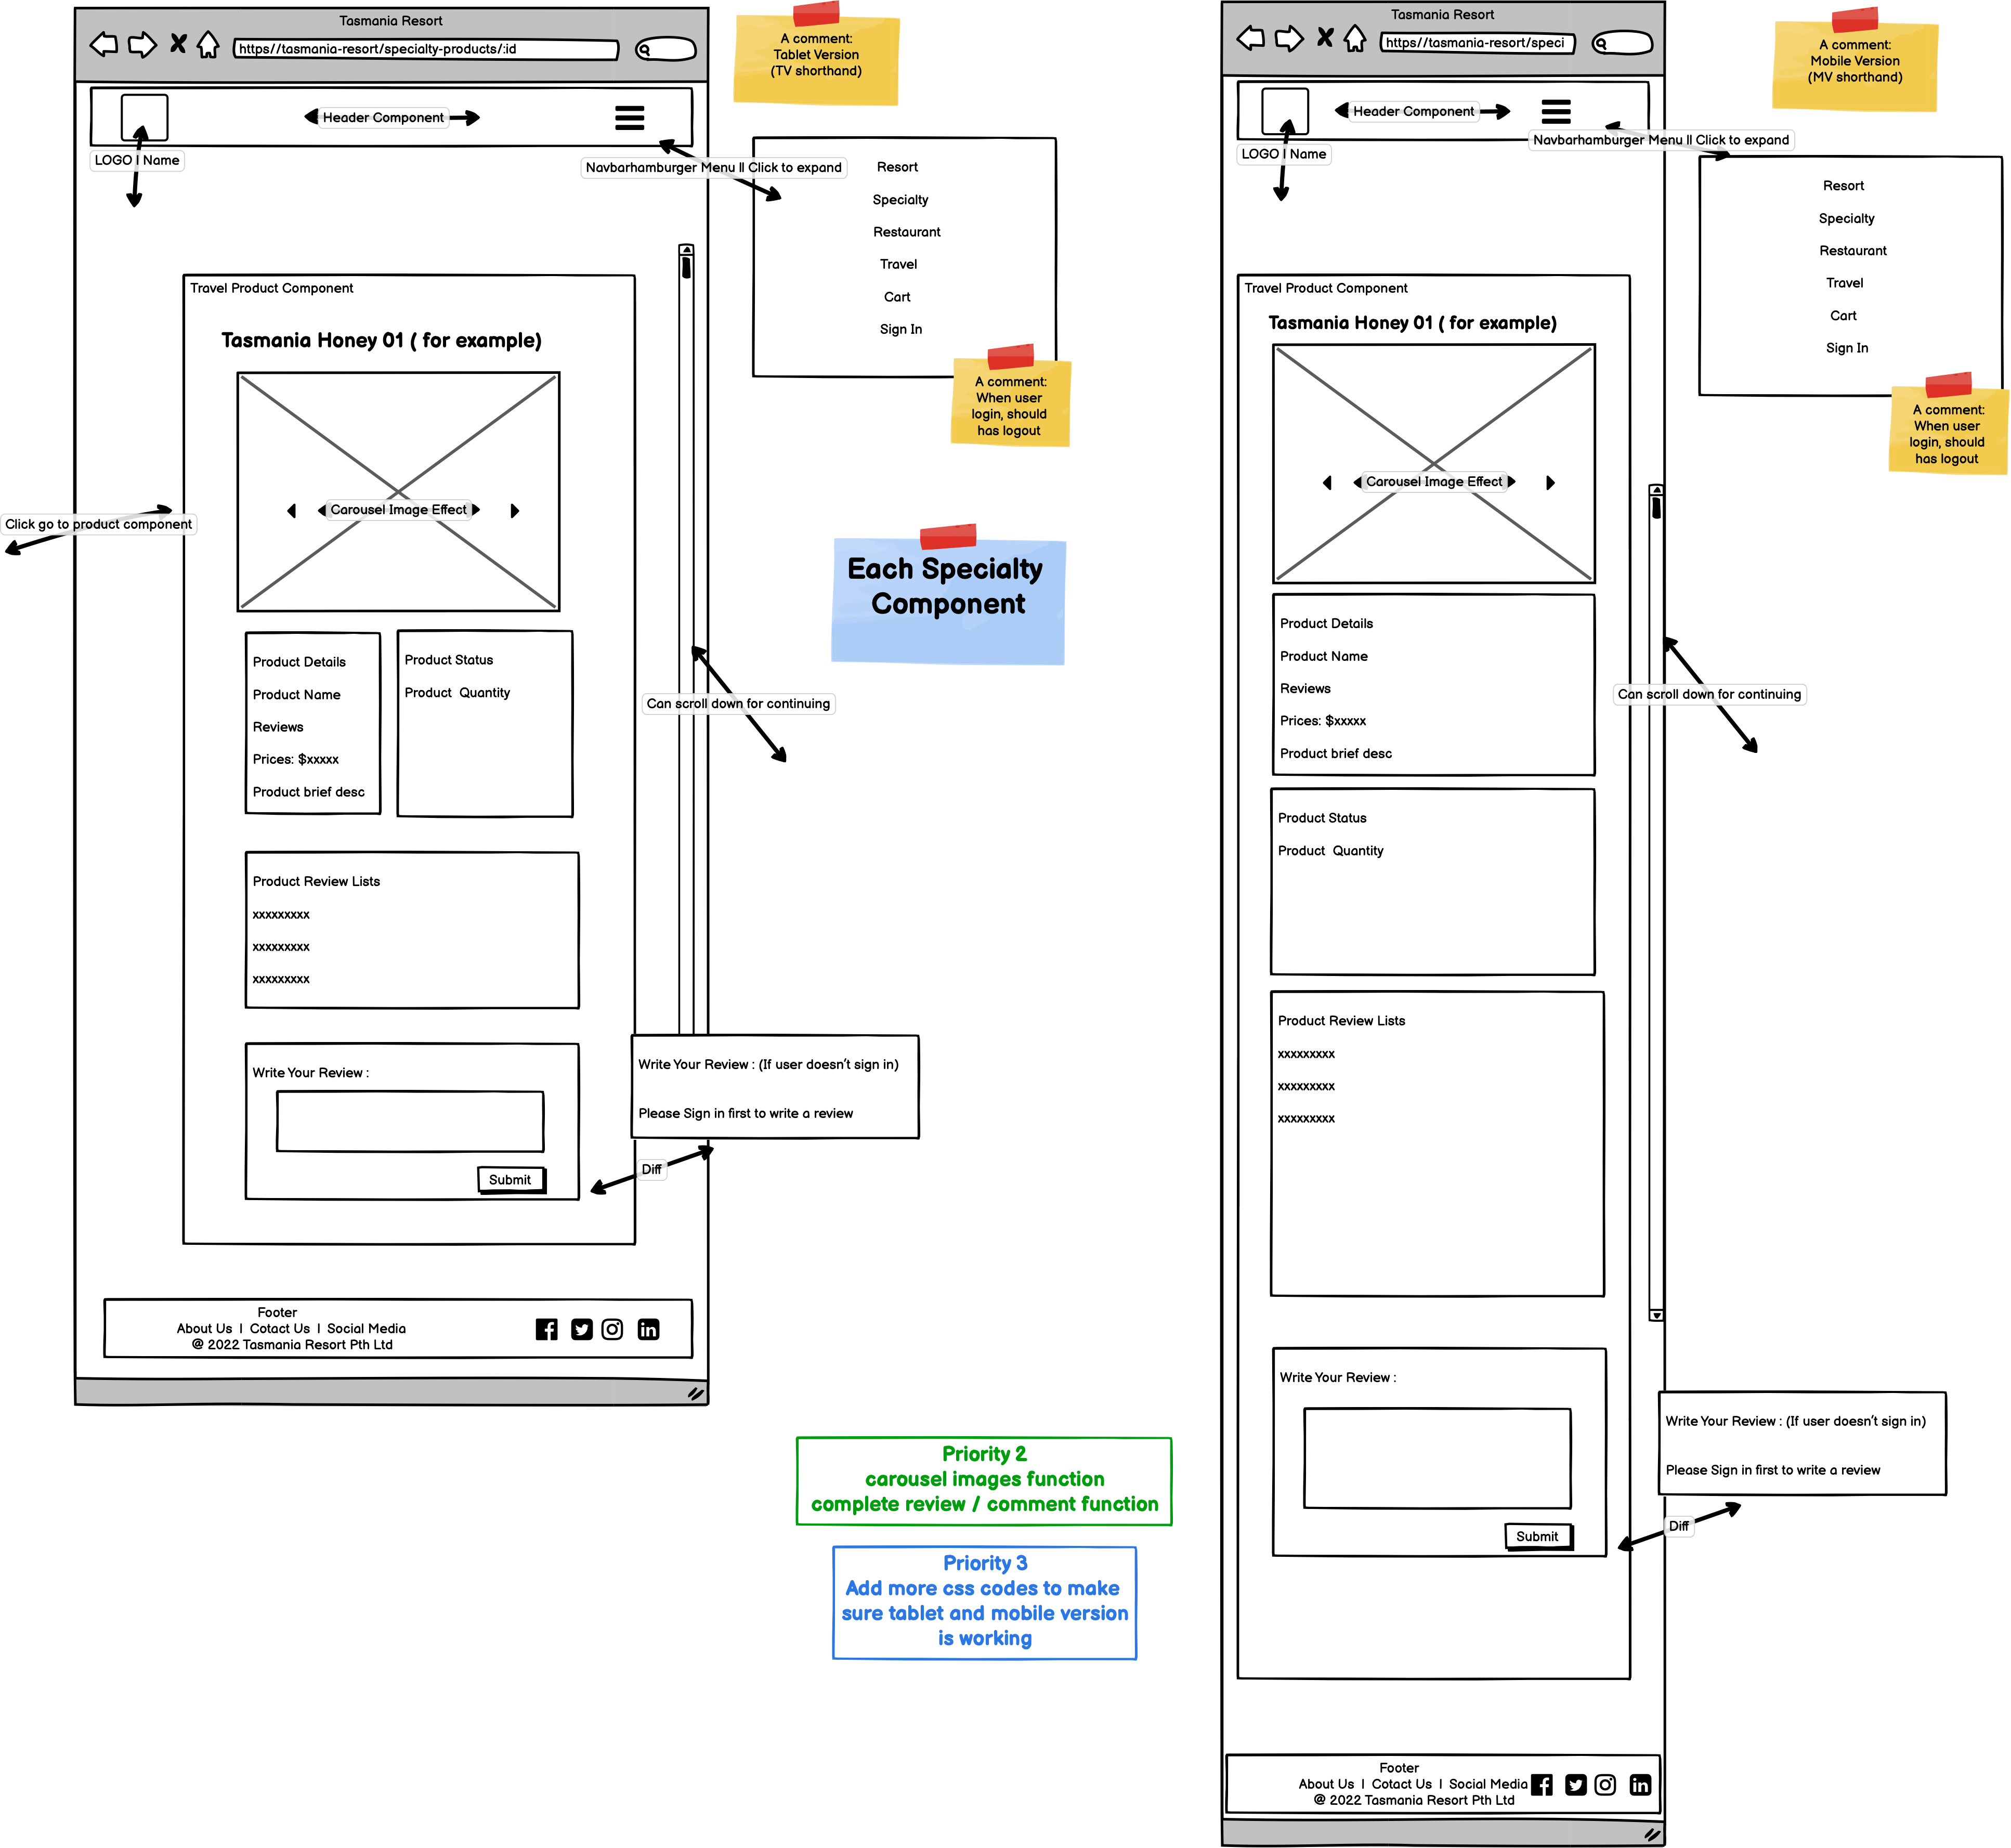 Tasmania Resort
https//tasmania-resort/specialty-products/:id
A comment:
Tablet Version
(TV shorthand)
Header Component
LOGO | Name
Navbarhamburger Menu || Click to expand
Resort
Specialty
Restaurant
Travel
Cart
Sign In
A comment:
When user
login, should
has logout
Travel Product Component
Tasmania Honey 01 ( for example)
Carousel Image Effect
Click go to product component
Each Specialty
Component
Product Details
Product Name
Reviews
Prices: $xxxxx
Product brief desc
Product Status
Product Quantity
Can scroll down for continuing
Product Review Lists
xxxxxxxxx
xxxxxxxxx
xxxxxxxxx
Write Your Review :
Submit
Write Your Review : (If user doesn't sign in)
Please Sign in first to write a review
Diff
Footer
About Us | Cotact Us | Social Media
@ 2022 Tasmania Resort Pth Ltd
Priority 2
carousel images function
complete review / comment function
Priority 3
Add more css codes to make
sure tablet and mobile version
is working
Tasmania Resort
https//tasmania-resort/speci
A comment:
Mobile Version
(MV shorthand)
Header Component
LOGO | Name
Navbarhamburger Menu || Click to expand
Resort
Specialty
Restaurant
Travel
Cart
Sign In
A comment:
When user
login, should
has logout
Travel Product Component
Tasmania Honey 01 ( for example)
Carousel Image Effect
Product Details
Product Name
Reviews
Prices: $xxxxx
Product brief desc
Can scroll down for continuing
Product Status
Product Quantity
Product Review Lists
xxxxxxxxx
xxxxxxxxx
xxxxxxxxx
Write Your Review :
Submit
Write Your Review : (If user doesn't sign in)
Please Sign in first to write a review
Diff
Footer
About Us | Cotact Us | Social Media
@ 2022 Tasmania Resort Pth Ltd